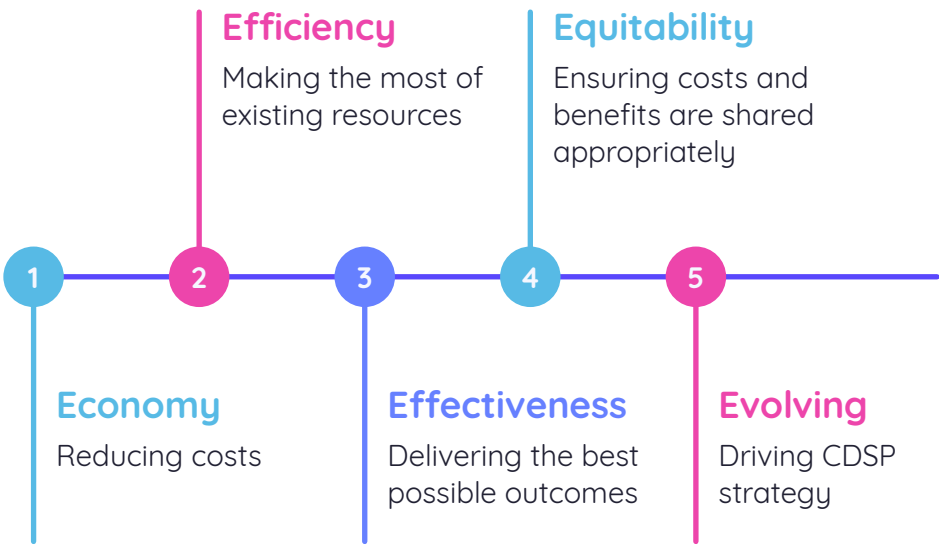 Efficiency
Making the most of
existing resources
Equitability
Ensuring costs and
benefits are shared
appropriately
1
2
3
4
5
Economy
Reducing costs
Effectiveness
Delivering the best
possible outcomes
Evolving
Driving CDSP
strategy